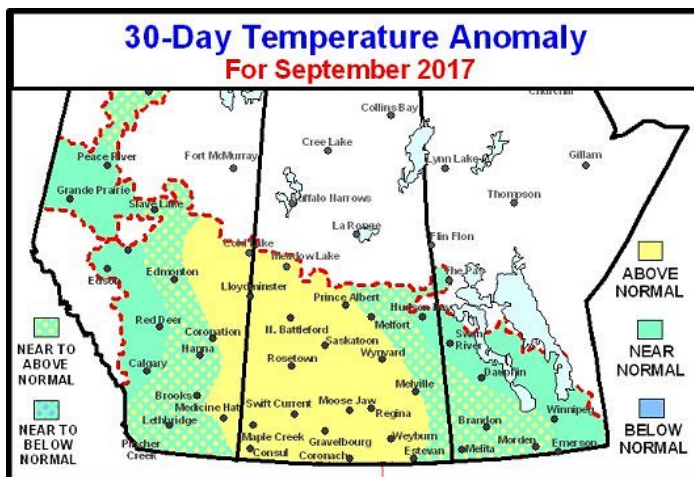 30-Day Temperature Anomaly
For September 2017
Churchill
Collins Bay
Cree Lake
Peace River
Fort McMurray
Lynn Lake
Gillam
Grande Prairie
Slave Lake
Buffalo Narrows
Thompson
La Ronge
Flin Flon
Cold Lake
Meadow Lake
The Pas
Edson
Edmonton
Lloydminster
Prince Albert
Hudson Bay
ABOVE
NORMAL
Red Deer
Coronation
N. Battleford
Melfort
Saskatoon
Swan
River
NEAR TO
ABOVE
NORMAL
Hanna
Rosetown
Wynyard
NEAR
NORMAL
Calgary
Dauphin
Brooks
Melville
Medicine Hat
Swift Current
Moose Jaw
Regina
Winnipeg
NEAR TO
BELOW
NORMAL
Lethbridge
Brandon
BELOW
NORMAL
Pincher
Creek
Maple Creek
Gravelbourg
Weyburn
Morden
Emerson
Consul
Coronach
Estevan
Melita